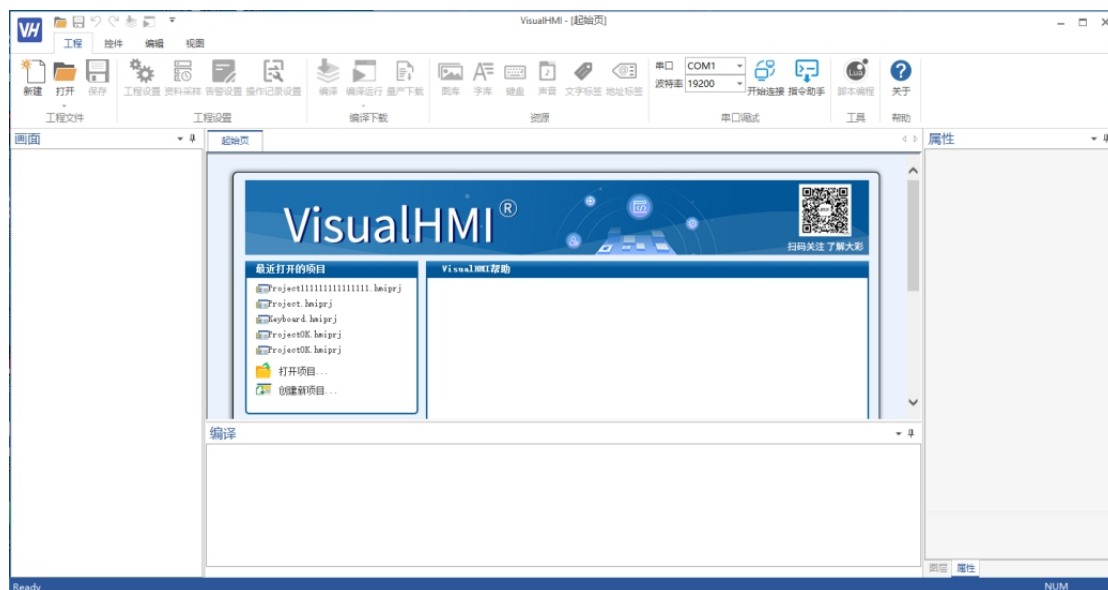 VH
VisualHMI - [起始页]
工程 控件 编辑 视图
新建 打开 保存 工程设置 资料采样 告警设置 操作记录设置 编译 编译运行 量产下载 图库 字库 键盘 声音 文字标签 地址标签 串口 COM1 波特率 19200 开始连接 指令助手 Lua 脚本编程 关于
工程文件 工程设置 编译下载 资源 串口调试 工具 帮助
画面
起始页
属性
VisualHMI®
扫码关注 了解大彩
最近打开的项目
VisualHMI帮助
Project.hmiprj
Keyboard.hmiprj
ProjectOK.hmiprj
ProjectOK.hmiprj
打开项目...
创建新项目...
编译
图层 属性
Ready
NUM